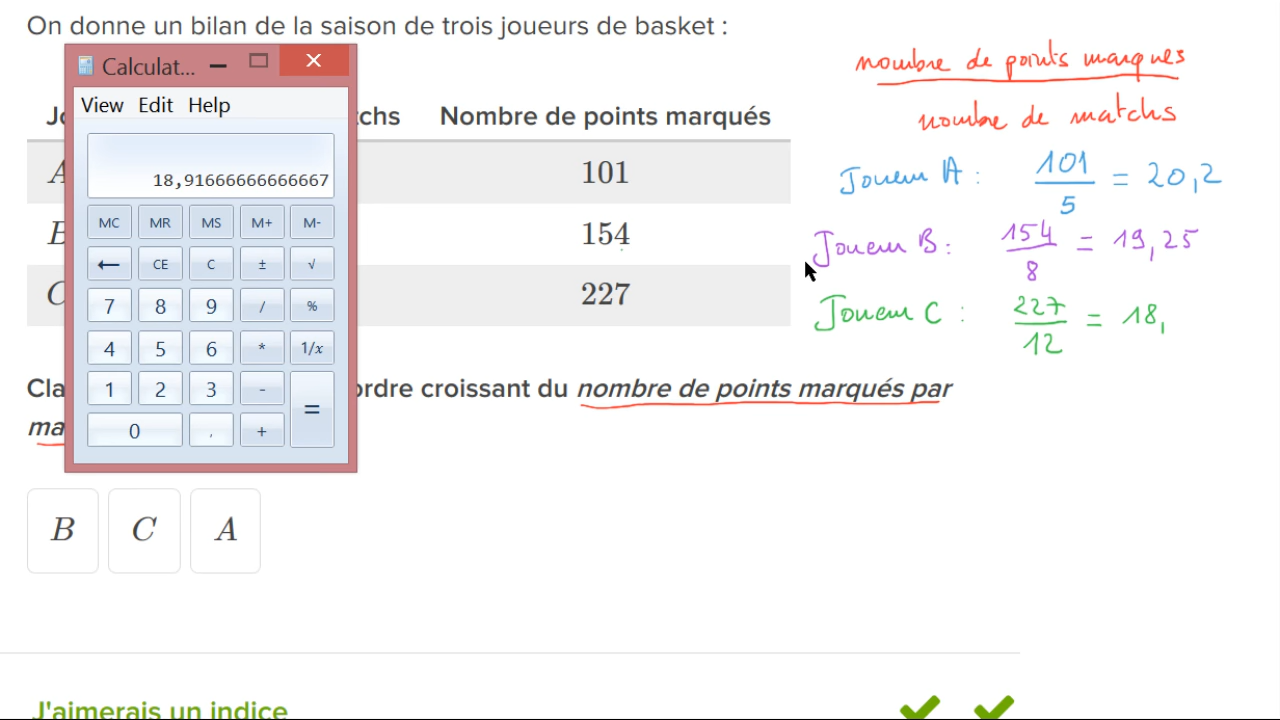 On donne un bilan de la saison de trois joueurs de basket :
Calculat...
View Edit Help
18,91666666666667
MC MR MS M+ M-
← CE C ± √
7 8 9 / %
4 5 6 * 1/x
1 2 3 - =
0 , +
Nombre de points marqués
101
154
227
ordre croissant du nombre de points marqués par
B C A
J'aimerais un indice
nombre de points marques
nombre de matchs
Joueur A : 101/5 = 20,2
Joueur B : 154/8 = 19,25
Joueur C : 227/12 = 18,